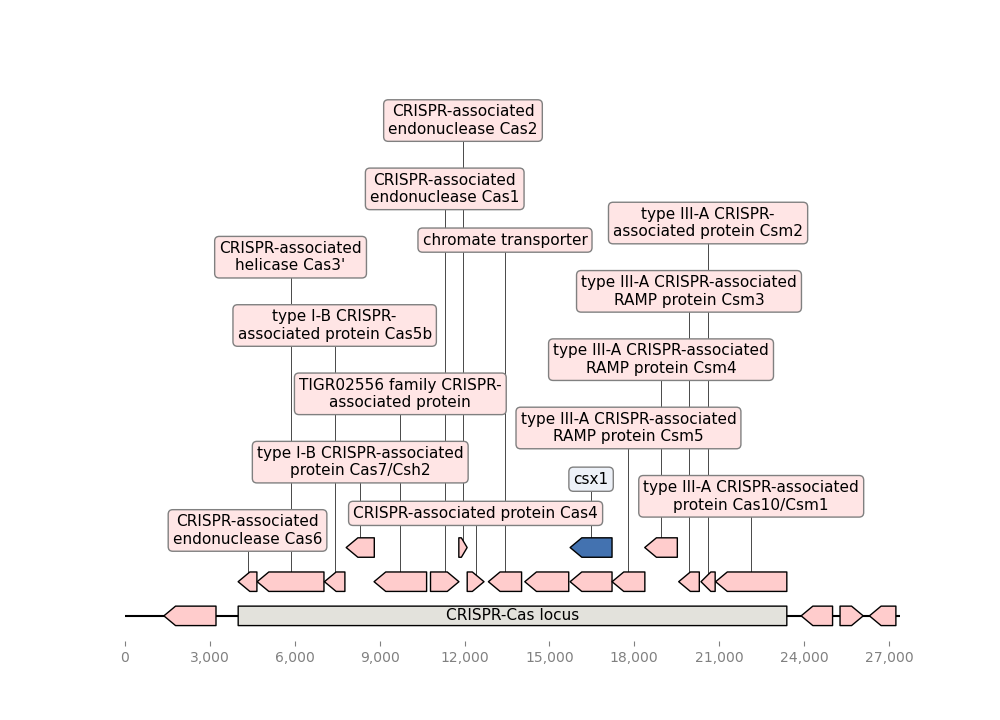 CRISPR-associated
endonuclease Cas2
CRISPR-associated
endonuclease Cas1
type III-A CRISPR-
associated protein Csm2
chromate transporter
CRISPR-associated
helicase Cas3'
type III-A CRISPR-associated
RAMP protein Csm3
type I-B CRISPR-
associated protein Cas5b
type III-A CRISPR-associated
RAMP protein Csm4
TIGR02556 family CRISPR-
associated protein
type III-A CRISPR-associated
RAMP protein Csm5
type I-B CRISPR-associated
protein Cas7/Csh2
csx1
type III-A CRISPR-associated
protein Cas10/Csm1
CRISPR-associated protein Cas4
CRISPR-associated
endonuclease Cas6
CRISPR-Cas locus
0 3,000 6,000 9,000 12,000 15,000 18,000 21,000 24,000 27,000